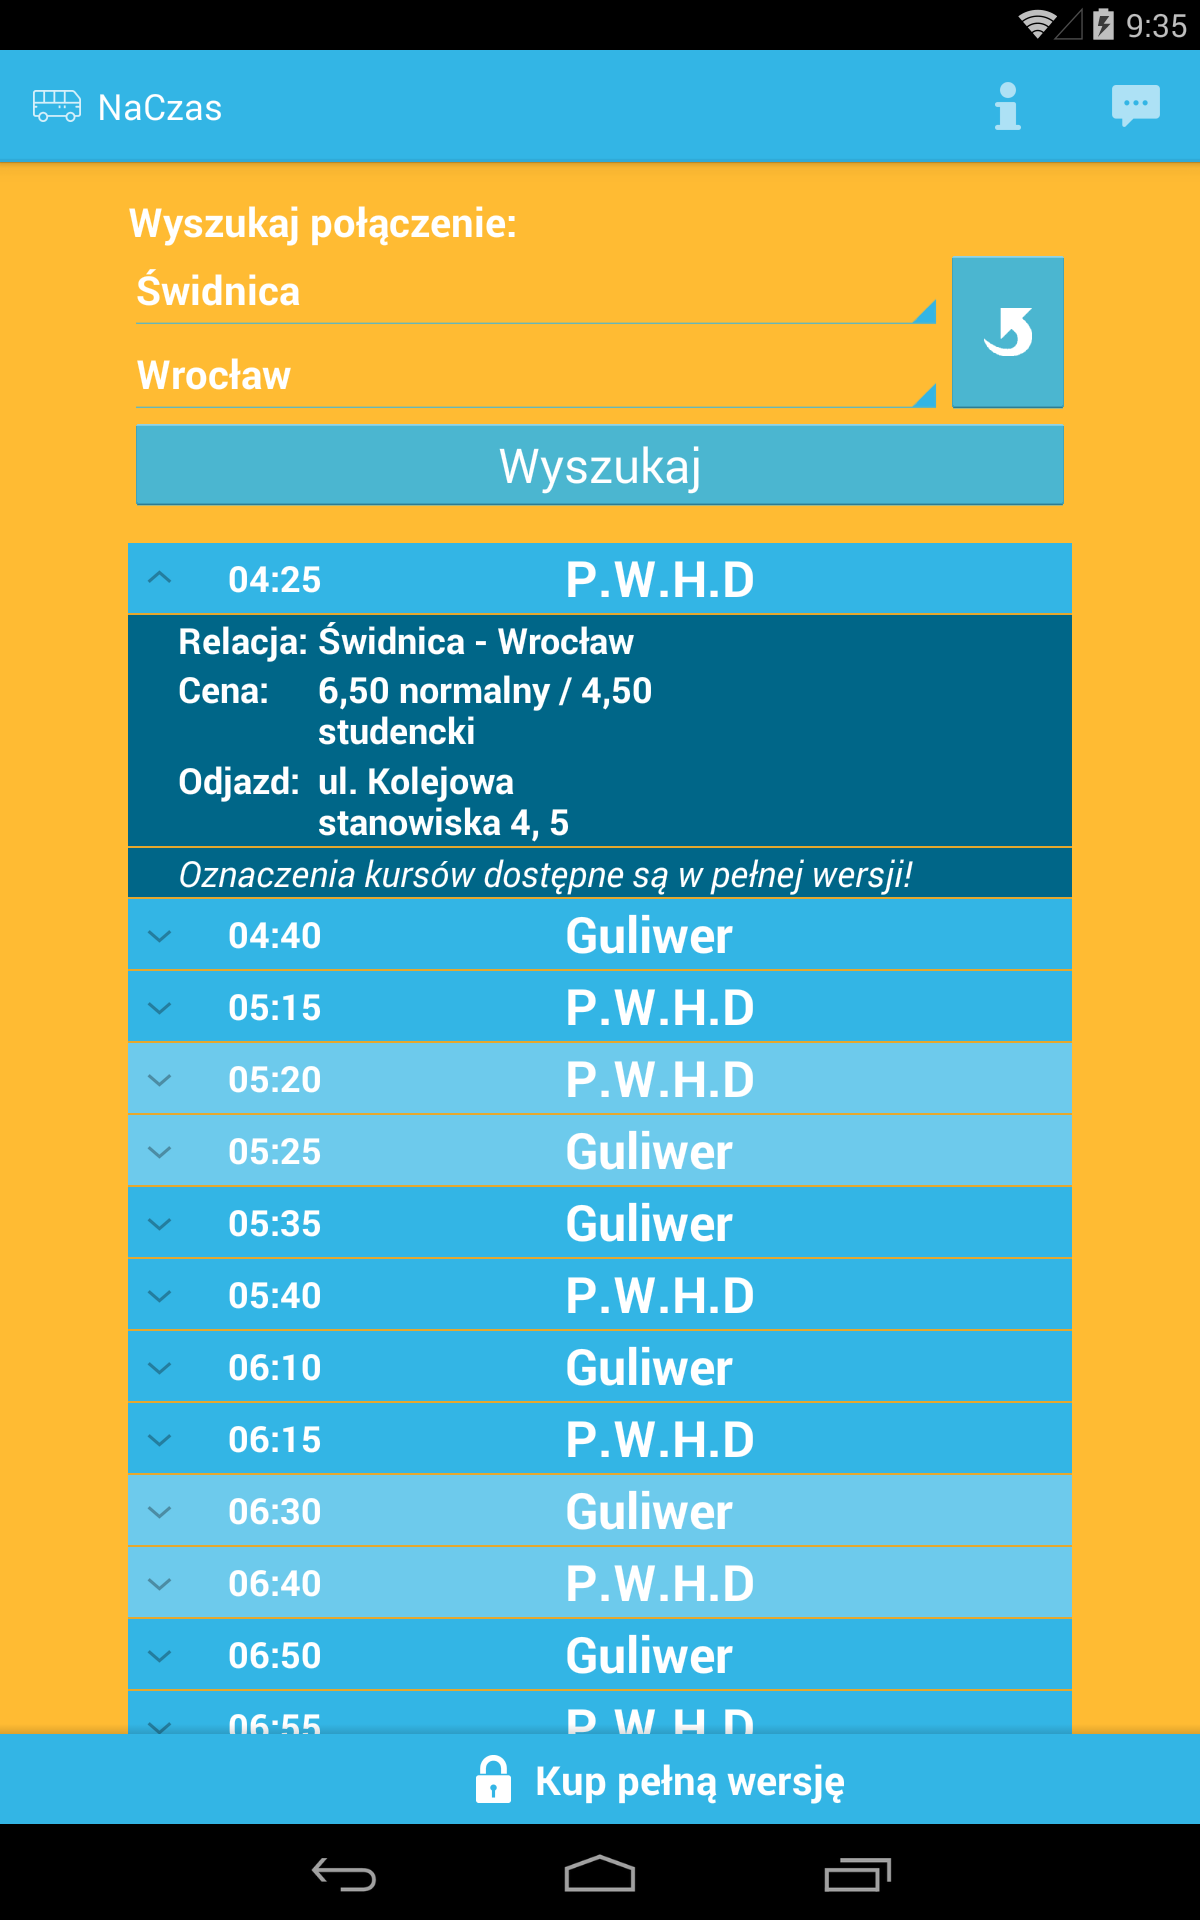 9:35
NaCzas
Wyszukaj połączenie:
Świdnica
Wrocław
Wyszukaj
04:25 P.W.H.D
Relacja: Świdnica - Wrocław
Cena: 6,50 normalny / 4,50
studencki
Odjazd: ul. Kolejowa
stanowiska 4, 5
Oznaczenia kursów dostępne są w pełnej wersji!
04:40 Guliwer
05:15 P.W.H.D
05:20 P.W.H.D
05:25 Guliwer
05:35 Guliwer
05:40 P.W.H.D
06:10 Guliwer
06:15 P.W.H.D
06:30 Guliwer
06:40 P.W.H.D
06:50 Guliwer
06:55 P.W.H.D
Kup pełną wersję